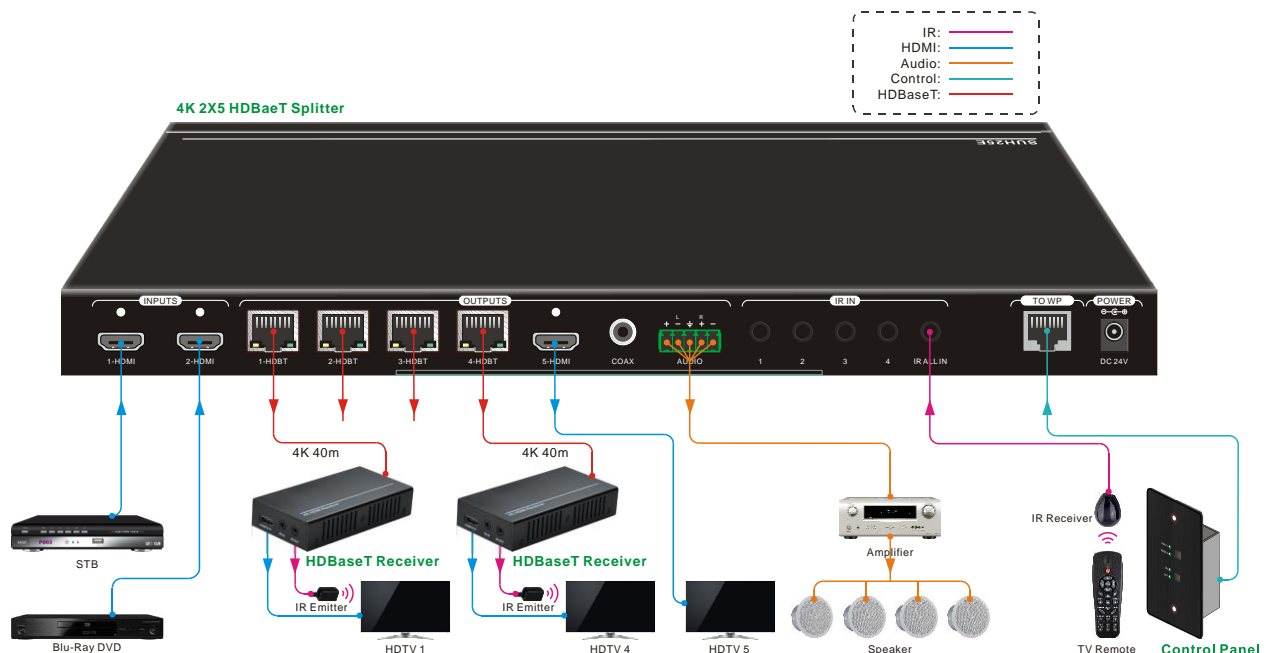 IR:
HDMI:
Audio:
Control:
HDBaseT:
4K 2X5 HDBaeT Splitter
SUH25E
INPUTS
OUTPUTS
IR IN
TO WP
POWER
L R
+ − + −
1-HDMI
2-HDMI
1-HDBT
2-HDBT
3-HDBT
4-HDBT
5-HDMI
COAX
AUDIO
1
2
3
4
IR ALL IN
DC 24V
4K 40m
4K 40m
STB
Blu-Ray DVD
HDBaseT Receiver
HDBaseT Receiver
IR Emitter
IR Emitter
HDTV 1
HDTV 4
HDTV 5
Amplifier
Speaker
IR Receiver
TV Remote
Control Panel